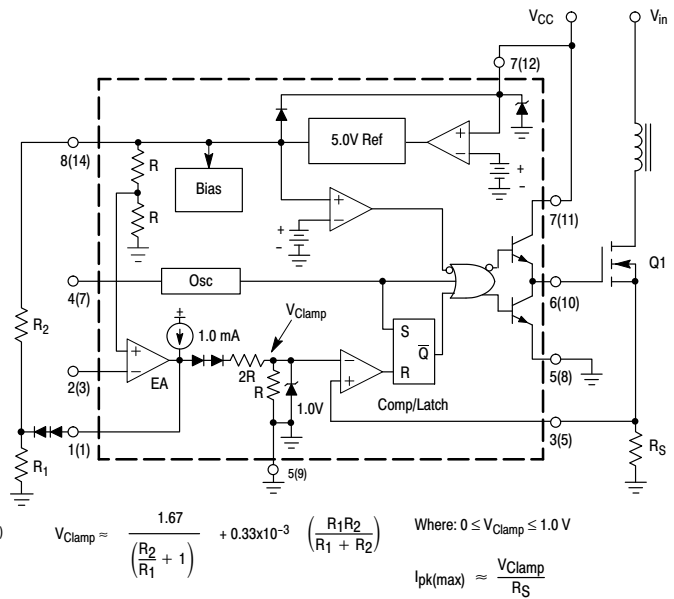 VCC
Vin
7(12)
5.0V Ref
+
−
+
−
8(14)
R
Bias
R
+
−
+
−
7(11)
Q1
4(7)
Osc
6(10)
+
VClamp
R2
1.0 mA
S
Q
R
+
−
EA
2R
R
1.0V
−
+
Comp/Latch
5(8)
2(3)
1(1)
3(5)
R1
5(9)
RS
)
VClamp ≈ 1.67 / (R2/R1 + 1) + 0.33x10−3 (R1R2 / R1 + R2)
Where: 0 ≤ VClamp ≤ 1.0 V
Ipk(max) ≈ VClamp / RS